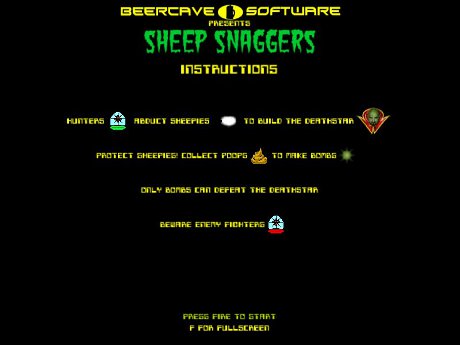 BEERCAVE SOFTWARE
PRESENTS
SHEEP SNAGGERS
INSTRUCTIONS
HUNTERS ABDUCT SHEEPIES TO BUILD THE DEATHSTAR
PROTECT SHEEPIES! COLLECT POOPS TO MAKE BOMBS
ONLY BOMBS CAN DEFEAT THE DEATHSTAR
BEWARE ENEMY FIGHTERS
PRESS FIRE TO START
F FOR FULLSCREEN